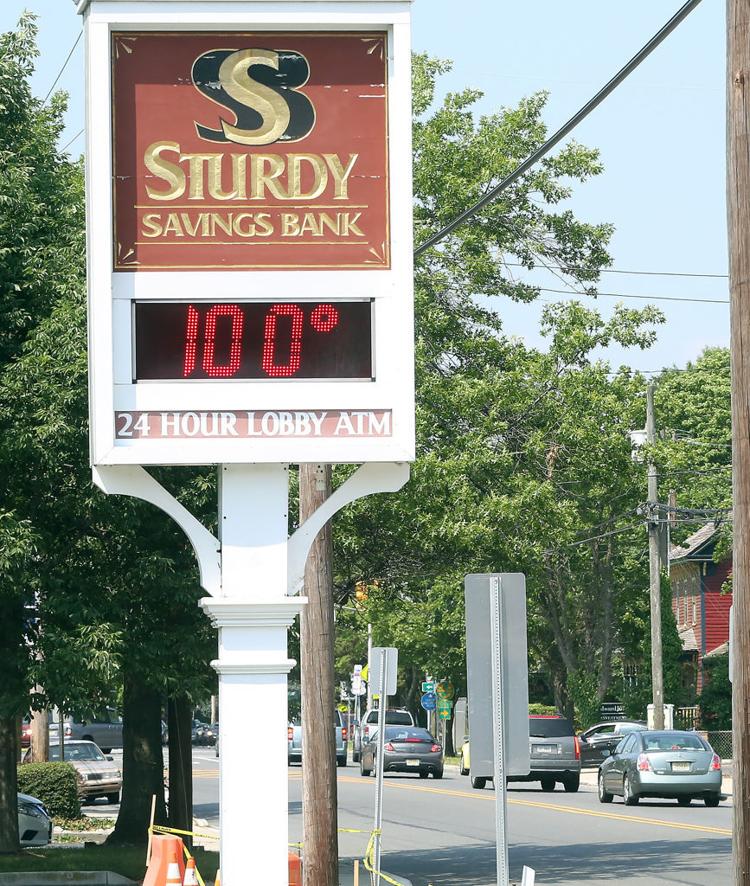 SB
STURDY
SAVINGS BANK
100°
24 HOUR LOBBY ATM